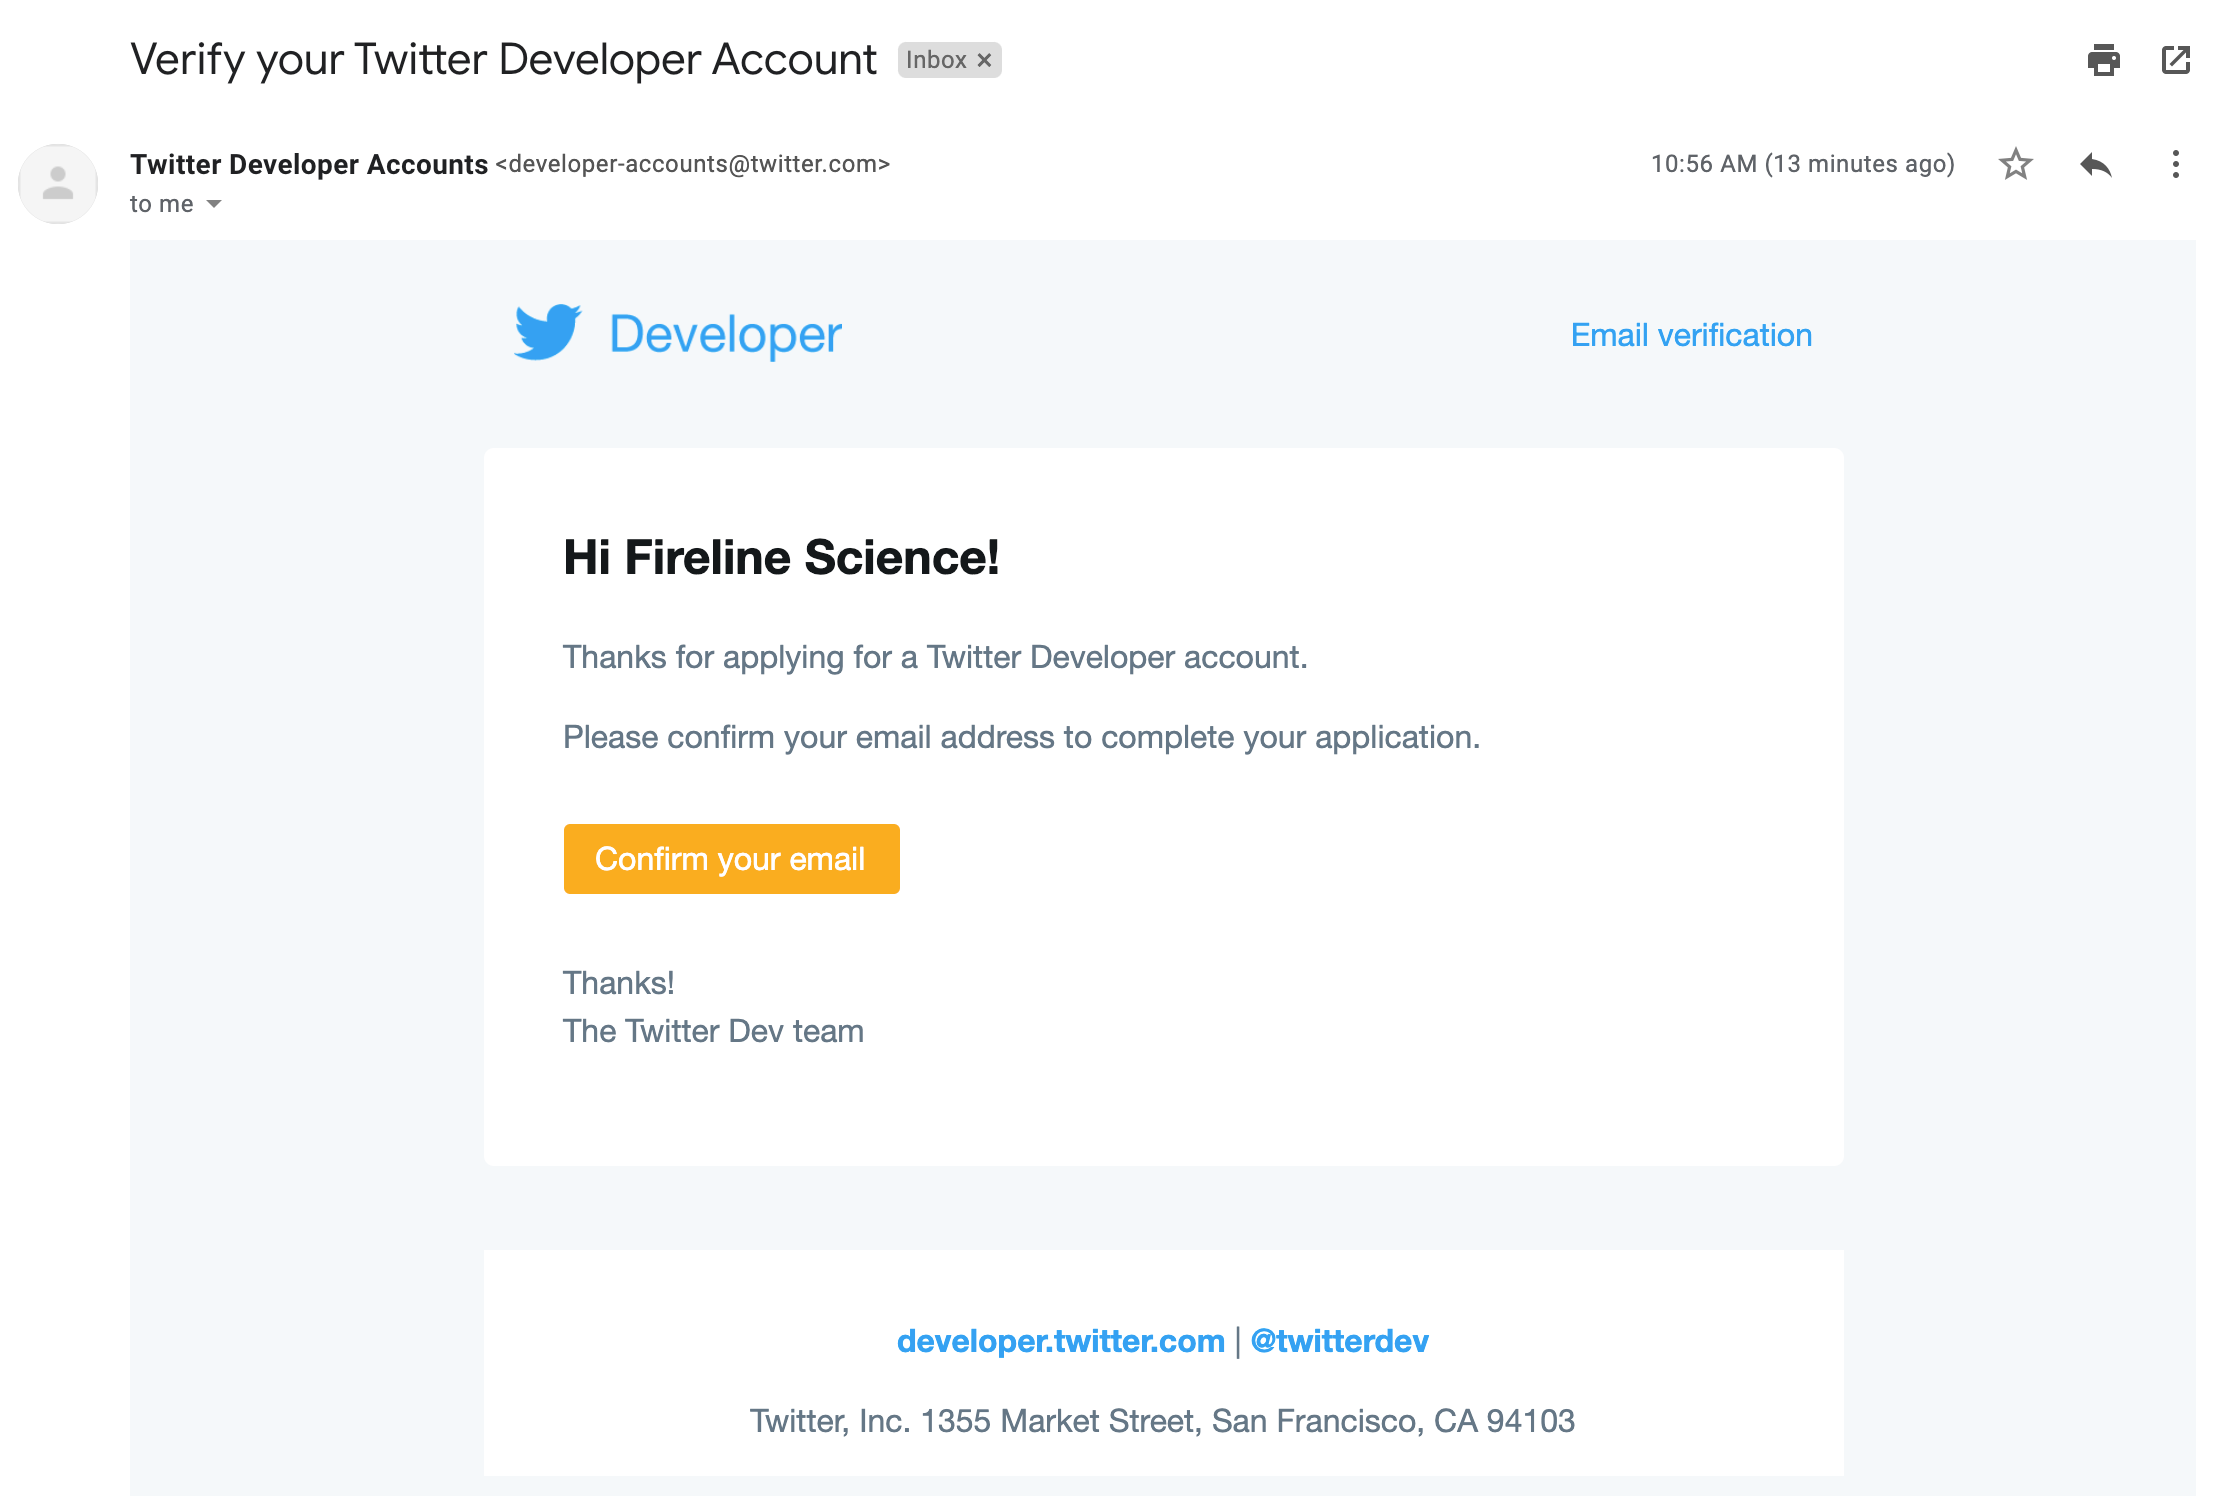 Verify your Twitter Developer Account Inbox ×
Twitter Developer Accounts <developer-accounts@twitter.com> 10:56 AM (13 minutes ago)
to me
Developer Email verification
Hi Fireline Science!
Thanks for applying for a Twitter Developer account.
Please confirm your email address to complete your application.
Confirm your email
Thanks!
The Twitter Dev team
developer.twitter.com | @twitterdev
Twitter, Inc. 1355 Market Street, San Francisco, CA 94103